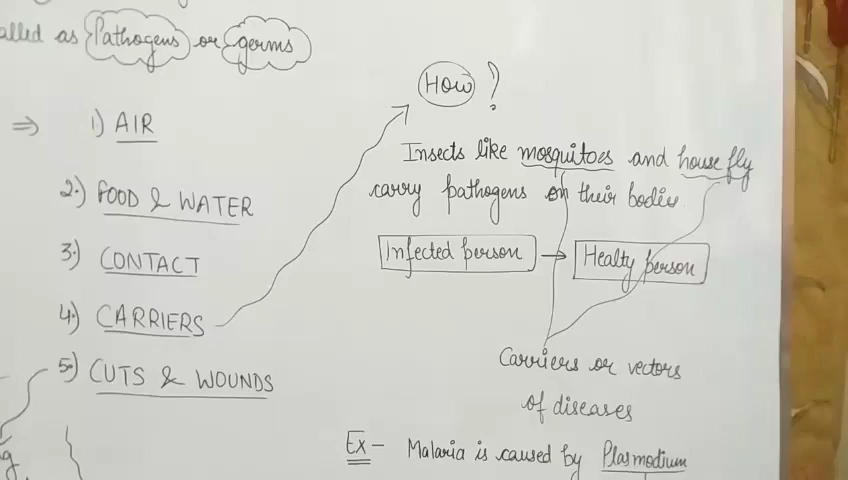 called as Pathogens or germs
⇒ 1) AIR
2.) FOOD & WATER
3.) CONTACT
4.) CARRIERS
5.) CUTS & WOUNDS
How ?
Insects like mosquitoes and house fly
carry pathogens on their bodies
Infected person → Healty person
Carriers or vectors
of diseases
Ex - Malaria is caused by Plasmodium